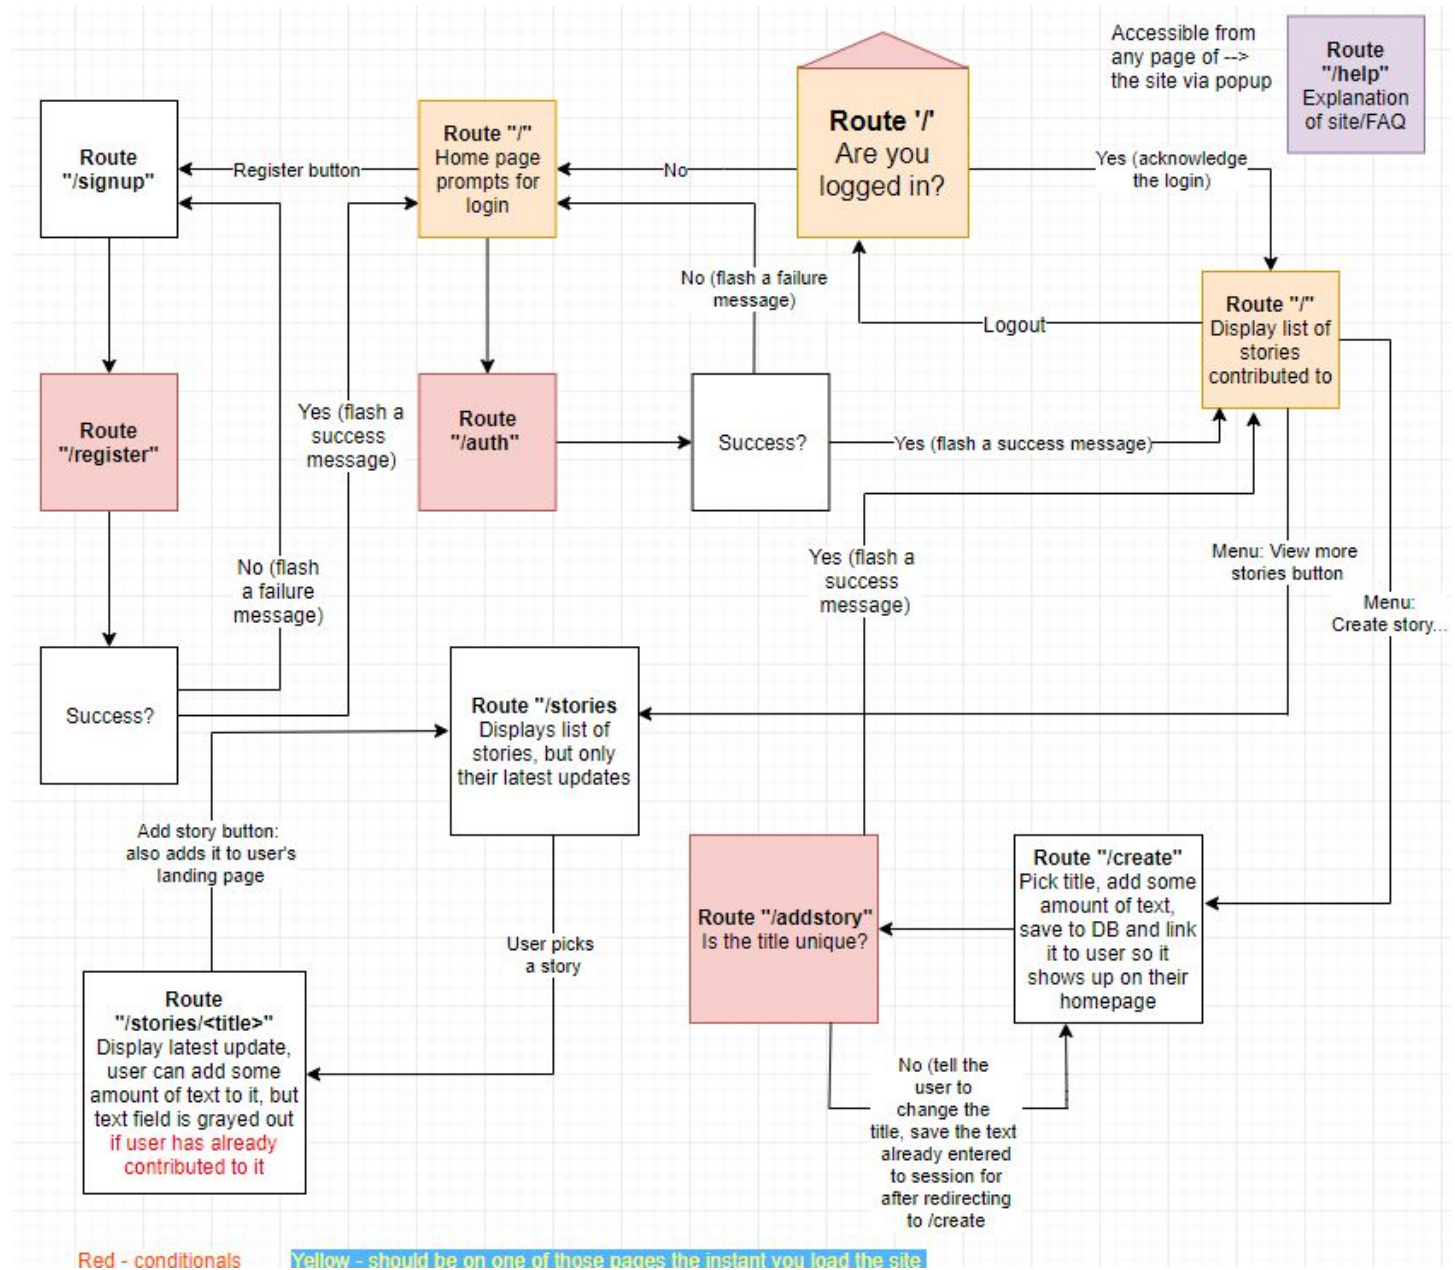 Accessible from
any page of -->
the site via popup
Route
"/help"
Explanation
of site/FAQ
Route '/'
Are you
logged in?
Route
"/signup"
Register button
Route "/"
Home page
prompts for
login
No
Yes (acknowledge
the login)
No (flash a failure
message)
Logout
Route "/"
Display list of
stories
contributed to
Route
"/register"
Yes (flash a
success
message)
Route
"/auth"
Success?
Yes (flash a success message)
No (flash
a failure
message)
Yes (flash a
success
message)
Menu: View more
stories button
Menu:
Create story...
Success?
Route "/stories
Displays list of
stories, but only
their latest updates
Add story button:
also adds it to user's
landing page
User picks
a story
Route "/addstory"
Is the title unique?
Route "/create"
Pick title, add some
amount of text,
save to DB and link
it to user so it
shows up on their
homepage
Route
"/stories/<title>"
Display latest update,
user can add some
amount of text to it, but
text field is grayed out
if user has already
contributed to it
No (tell the
user to
change the
title, save the text
already entered
to session for
after redirecting
to /create
Red - conditionals
Yellow - should be on one of those pages the instant you load the site